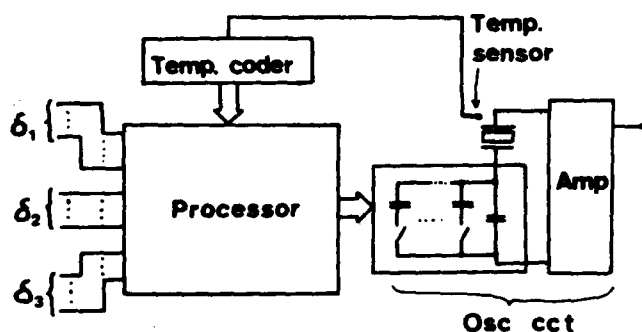 Temp.
sensor
Temp. coder
δ1
δ2
δ3
Processor
Amp
Osc cct